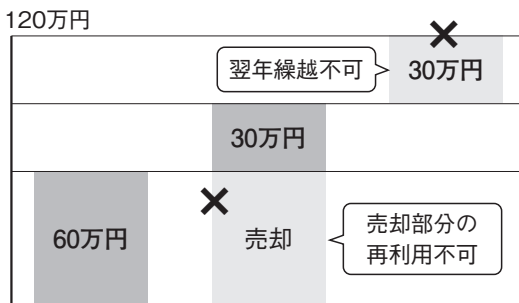 120万円
翌年繰越不可
30万円
30万円
60万円
売却
売却部分の
再利用不可